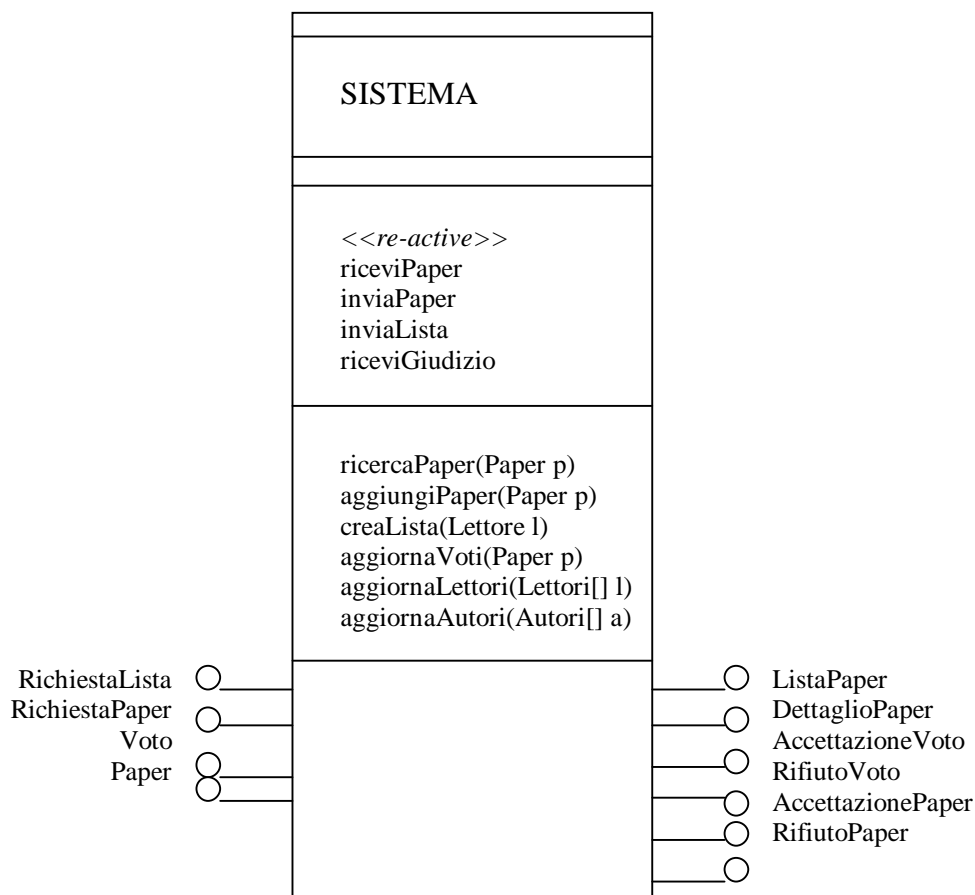 SISTEMA
<<re-active>>
riceviPaper
inviaPaper
inviaLista
riceviGiudizio
ricercaPaper(Paper p)
aggiungiPaper(Paper p)
creaLista(Lettore l)
aggiornaVoti(Paper p)
aggiornaLettori(Lettori[] l)
aggiornaAutori(Autori[] a)
RichiestaLista
RichiestaPaper
Voto
Paper
ListaPaper
DettaglioPaper
AccettazioneVoto
RifiutoVoto
AccettazionePaper
RifiutoPaper